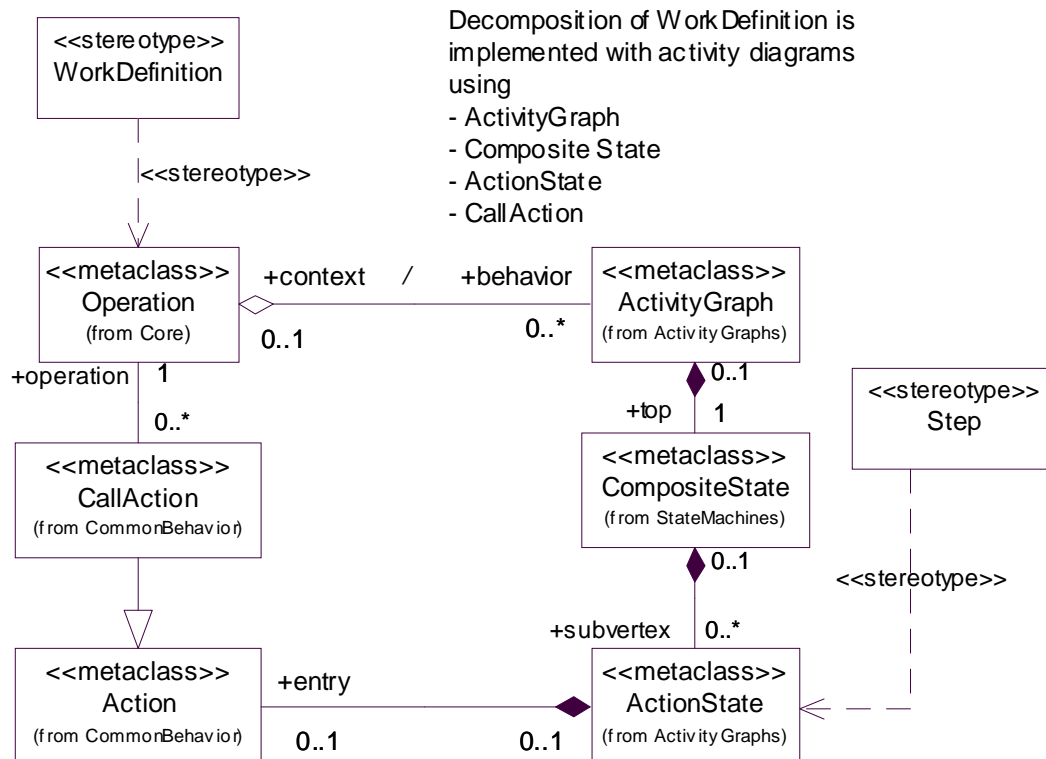 <<stereotype>>
WorkDefinition
Decomposition of WorkDefinition is
implemented with activity diagrams
using
- ActivityGraph
- Composite State
- ActionState
- CallAction
<<stereotype>>
<<metaclass>>
Operation
(from Core)
+context / +behavior
0..1
0..*
<<metaclass>>
ActivityGraph
(from Activity Graphs)
+operation 1
0..*
0..1
+top 1
<<stereotype>>
Step
<<metaclass>>
CallAction
(from CommonBehavior)
<<metaclass>>
CompositeState
(from StateMachines)
0..1
<<stereotype>>
+subvertex 0..*
<<metaclass>>
Action
(from CommonBehavior)
+entry
0..1
0..1
<<metaclass>>
ActionState
(from Activity Graphs)